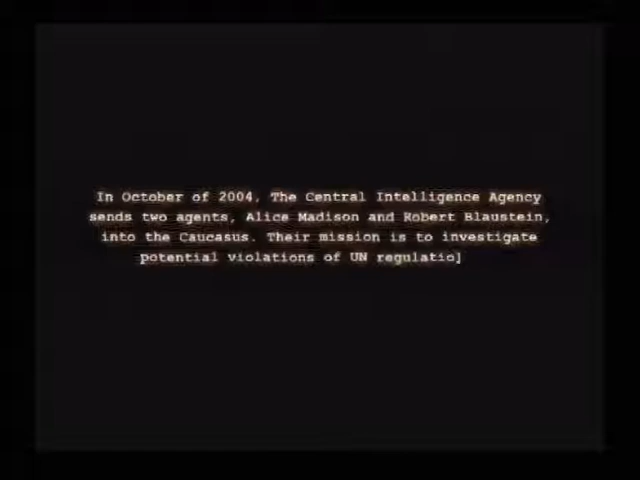 In October of 2004, The Central Intelligence Agency
sends two agents, Alice Madison and Robert Blaustein,
into the Caucasus. Their mission is to investigate
potential violations of UN regulatio]